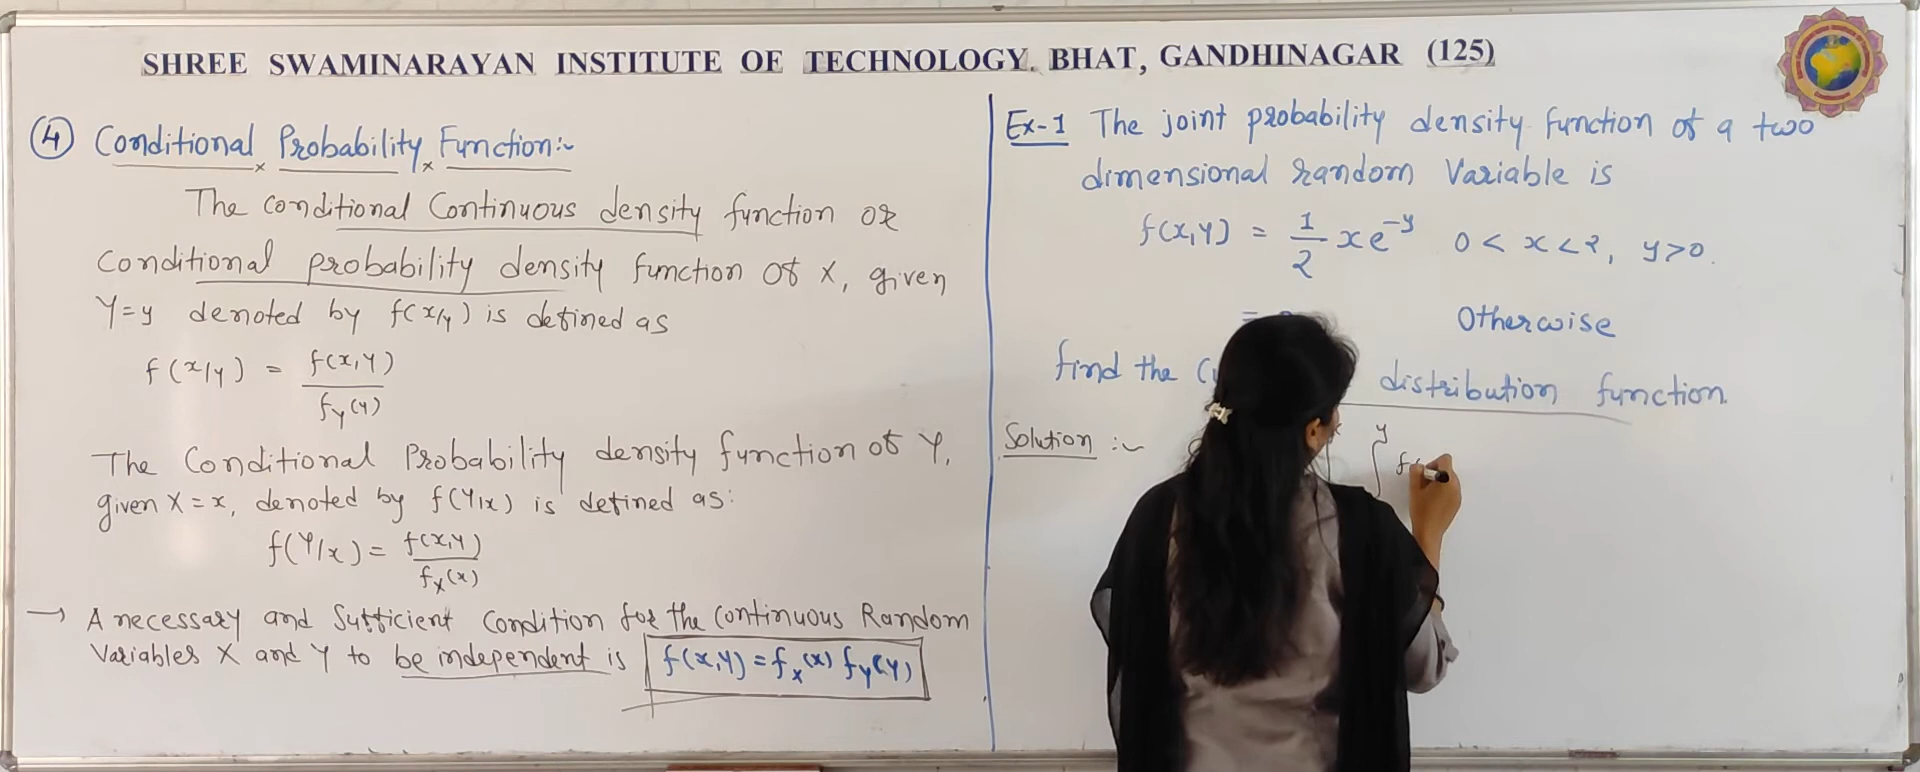 SHREE SWAMINARAYAN INSTITUTE OF TECHNOLOGY. BHAT, GANDHINAGAR (125)
④ Conditional Probability Function:~
The conditional Continuous density function or
conditional probability density function of X, given
Y=y denoted by f(x/y) is defined as
f(x/y) = f(x,y) / f_Y(y)
The Conditional Probability density function of Y,
given X=x, denoted by f(Y/x) is defined as:
f(Y/x) = f(x,y) / f_X(x)
→ A necessary and Sufficient Condition for the Continuous Random
Variables X and Y to be independent is f(x,y) = f_X(x) f_Y(y)
Ex-1 The joint probability density function of a two
dimensional random Variable is
f(x,y) = 1/2 xe^-y 0 < x < 2, y>0.
= Otherwise
find the distribution function.
Solution :~ ∫ ∫^y f(